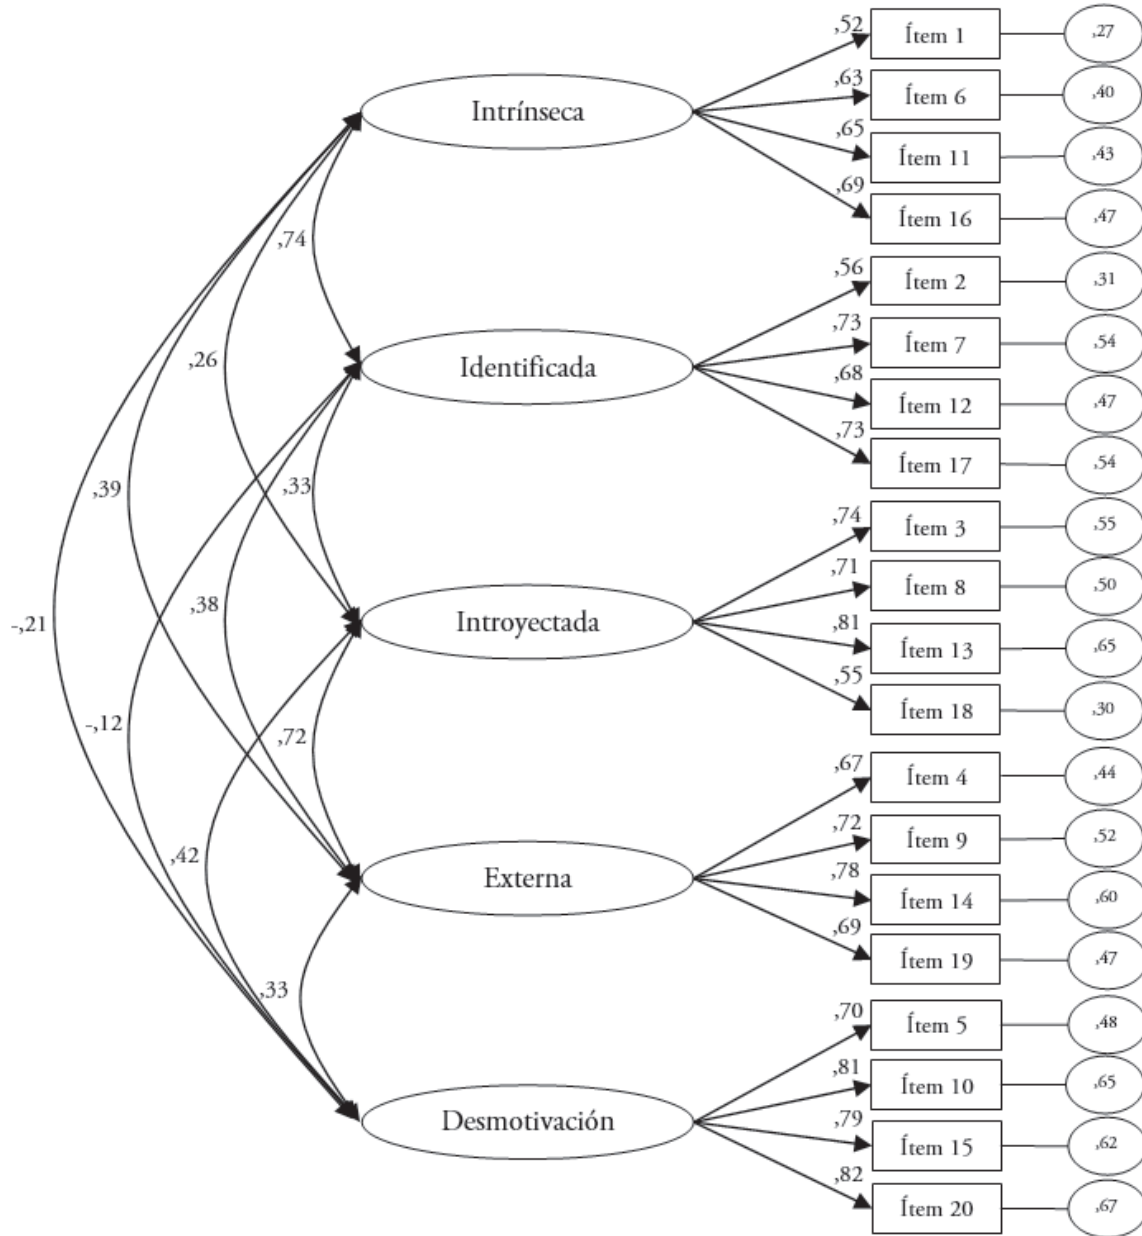 ,52 Ítem 1 ,27
Intrínseca ,63 Ítem 6 ,40
,65 Ítem 11 ,43
,69 Ítem 16 ,47
,74
,56 Ítem 2 ,31
,26 Identificada ,73 Ítem 7 ,54
,68 Ítem 12 ,47
,73 Ítem 17 ,54
,39 ,33
,74 Ítem 3 ,55
,38 Introyectada ,71 Ítem 8 ,50
-,21 ,81 Ítem 13 ,65
,55 Ítem 18 ,30
-,12 ,72
,67 Ítem 4 ,44
,42 Externa ,72 Ítem 9 ,52
,78 Ítem 14 ,60
,69 Ítem 19 ,47
,33
,70 Ítem 5 ,48
Desmotivación ,81 Ítem 10 ,65
,79 Ítem 15 ,62
,82 Ítem 20 ,67